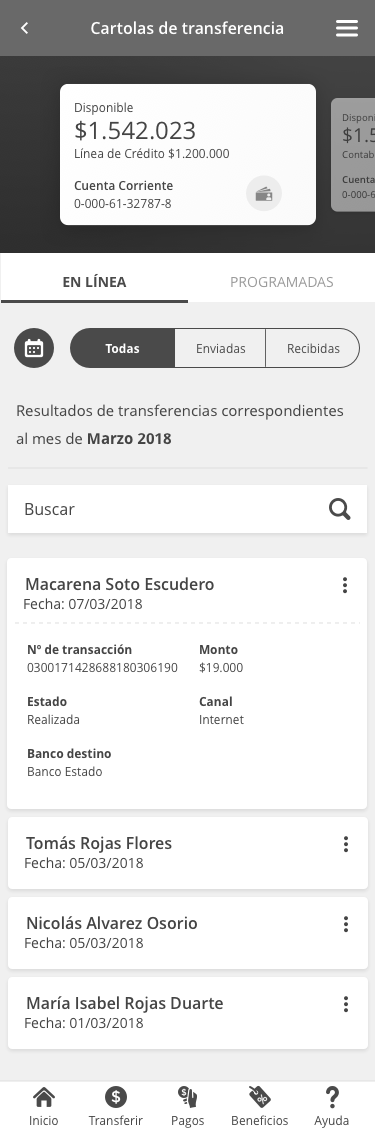 Cartolas de transferencia
Disponible
$1.542.023
Línea de Crédito $1.200.000
Cuenta Corriente
0-000-61-32787-8
Disponi
$1.5
Contab
Cuenta
0-000-6
EN LÍNEA
PROGRAMADAS
Todas
Enviadas
Recibidas
Resultados de transferencias correspondientes
al mes de Marzo 2018
Buscar
Macarena Soto Escudero
Fecha: 07/03/2018
Nº de transacción
Monto
0300171428688180306190
$19.000
Estado
Canal
Realizada
Internet
Banco destino
Banco Estado
Tomás Rojas Flores
Fecha: 05/03/2018
Nicolás Alvarez Osorio
Fecha: 05/03/2018
María Isabel Rojas Duarte
Fecha: 01/03/2018
Inicio
Transferir
Pagos
Beneficios
Ayuda